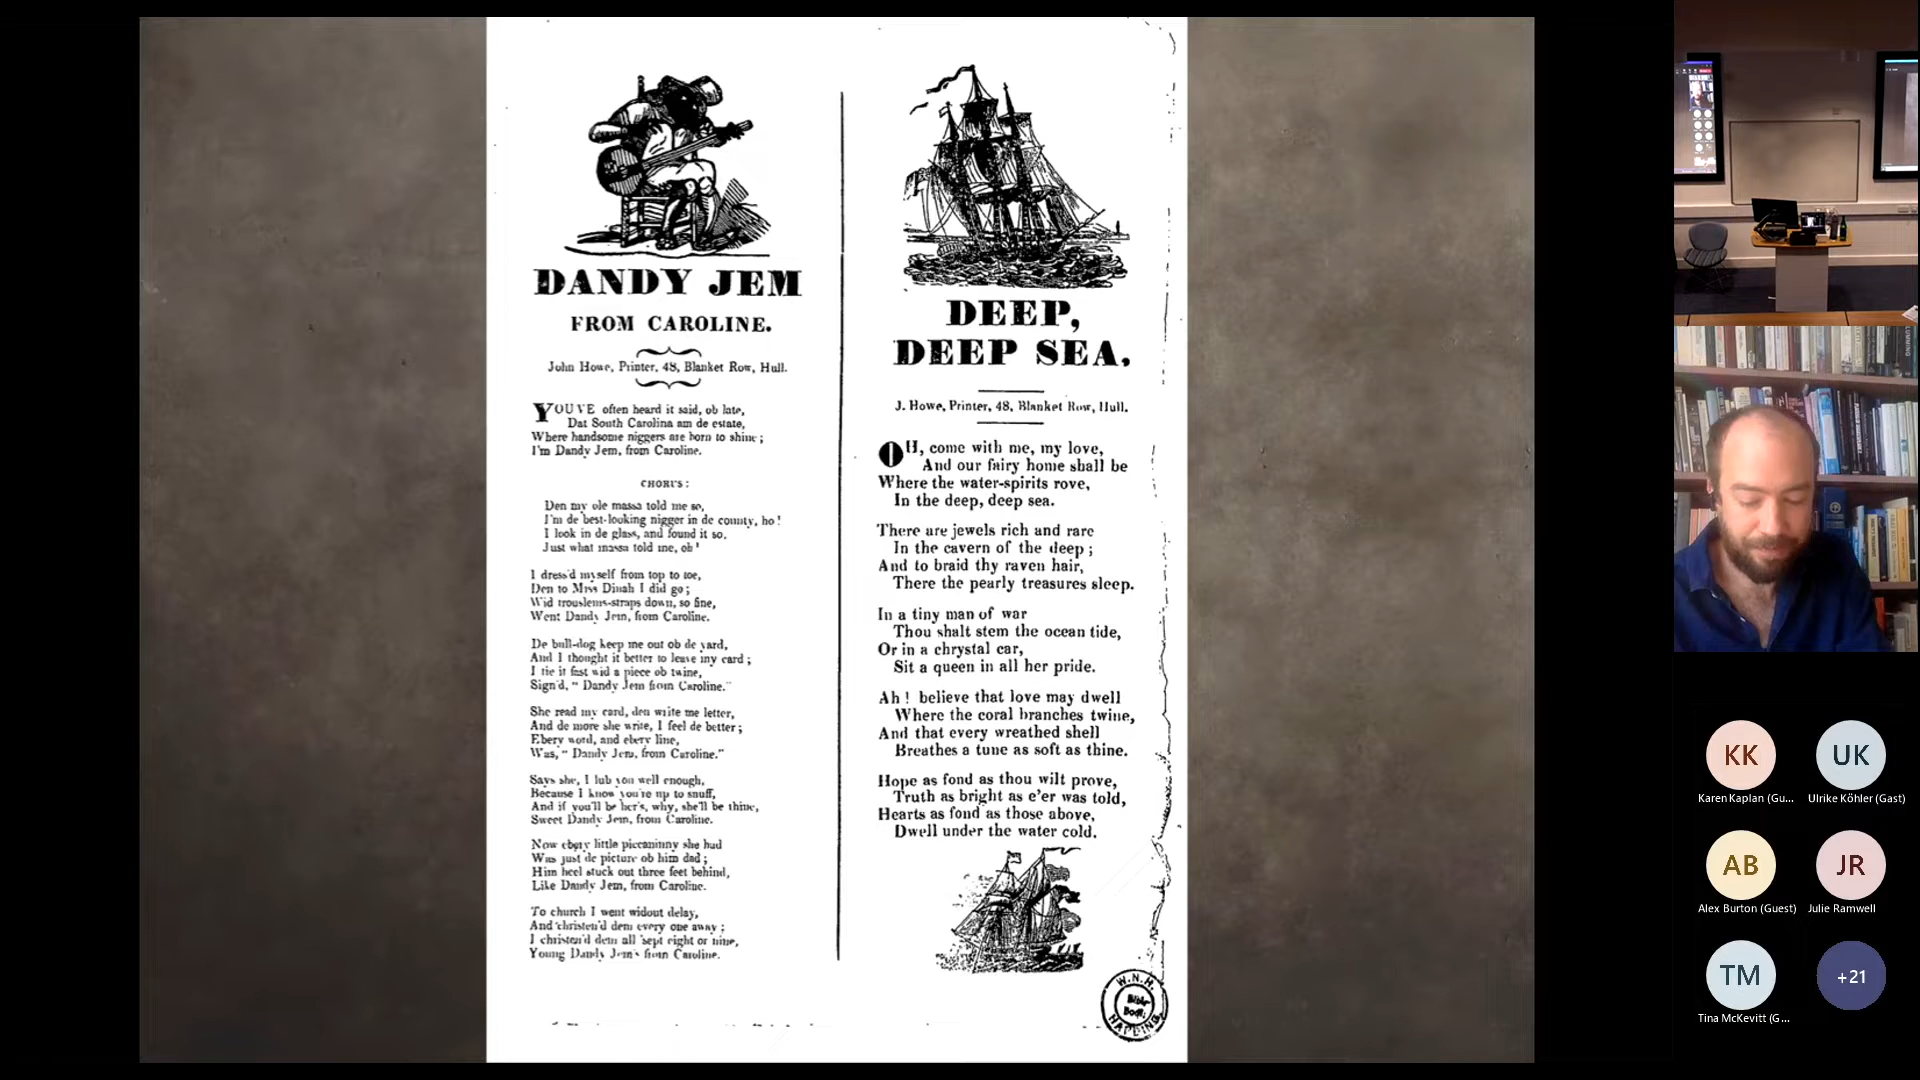 DANDY JEM
FROM CAROLINE.
John Howe, Printer, 48, Blanket Row, Hull.
YOU'VE often heard it said, ob late,
Dat South Carolina am de estate,
Where handsome niggers are born to shine;
I'm Dandy Jem, from Caroline.
CHORUS:
Den my ole massa told me so,
I'm de best-looking nigger in de county, ho!
I look in de glass, and found it so,
Just what massa told me, oh!
I dress'd myself from top to toe,
Den to Miss Dinah I did go;
Wid trouslems-straps down, so fine,
Went Dandy Jem, from Caroline.
De bull-dog keep me out ob de yard,
And I thought it better to leave my card;
I tie it fast wid a piece ob twine,
Sign'd, "Dandy Jem from Caroline."
She read my card, den write me letter,
And de more she write, I feel de better;
Ebery word, and ebery line,
Was, "Dandy Jem, from Caroline."
Says she, I lub you well enough,
Because I know you're up to snuff,
And if you'll be her's, why, she'll be thine,
Sweet Dandy Jem, from Caroline.
Now ebery little piccaninny she had
Was just de picture ob him dad;
Him heel stuck out three feet behind,
Like Dandy Jem, from Caroline.
To church I went widout delay,
And christen'd dem every one away;
I christen'd dem all 'sept eight or nine,
Young Dandy Jem's from Caroline.
DEEP,
DEEP SEA.
J. Howe, Printer, 48, Blanket Row, Hull.
OH, come with me, my love,
And our fairy home shall be
Where the water-spirits rove,
In the deep, deep sea.
There are jewels rich and rare
In the cavern of the deep;
And to braid thy raven hair,
There the pearly treasures sleep.
In a tiny man of war
Thou shalt stem the ocean tide,
Or in a chrystal car,
Sit a queen in all her pride.
Ah! believe that love may dwell
Where the coral branches twine,
And that every wreathed shell
Breathes a tune as soft as thine.
Hope as fond as thou wilt prove,
Truth as bright as e'er was told,
Hearts as fond as those above,
Dwell under the water cold.
W.N.H.
Bible
Book
HARDING
KK
Karen Kaplan (Gu...
UK
Ulrike Köhler (Gast)
AB
Alex Burton (Guest)
JR
Julie Ramwell
TM
Tina McKevitt (G...
+21